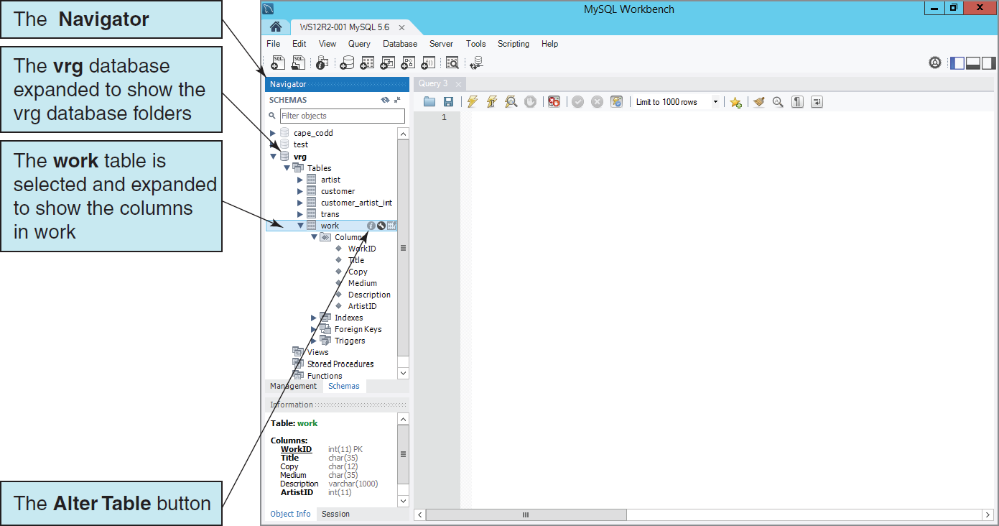 The Navigator
The vrg database
expanded to show the
vrg database folders
The work table is
selected and expanded
to show the columns
in work
The Alter Table button
MySQL Workbench
WS12R2-001 MySQL 5.6
File Edit View Query Database Server Tools Scripting Help
SQL SQL
Navigator
SCHEMAS
Filter objects
cape_codd
test
vrg
Tables
artist
customer
customer_artist_int
trans
work
Columns
WorkID
Title
Copy
Medium
Description
ArtistID
Indexes
Foreign Keys
Triggers
Views
Stored Procedures
Functions
Management Schemas
Information
Table: work
Columns:
WorkID int(11) PK
Title char(35)
Copy char(12)
Medium char(35)
Description varchar(1000)
ArtistID int(11)
Object Info Session
Query 3
Limit to 1000 rows
1